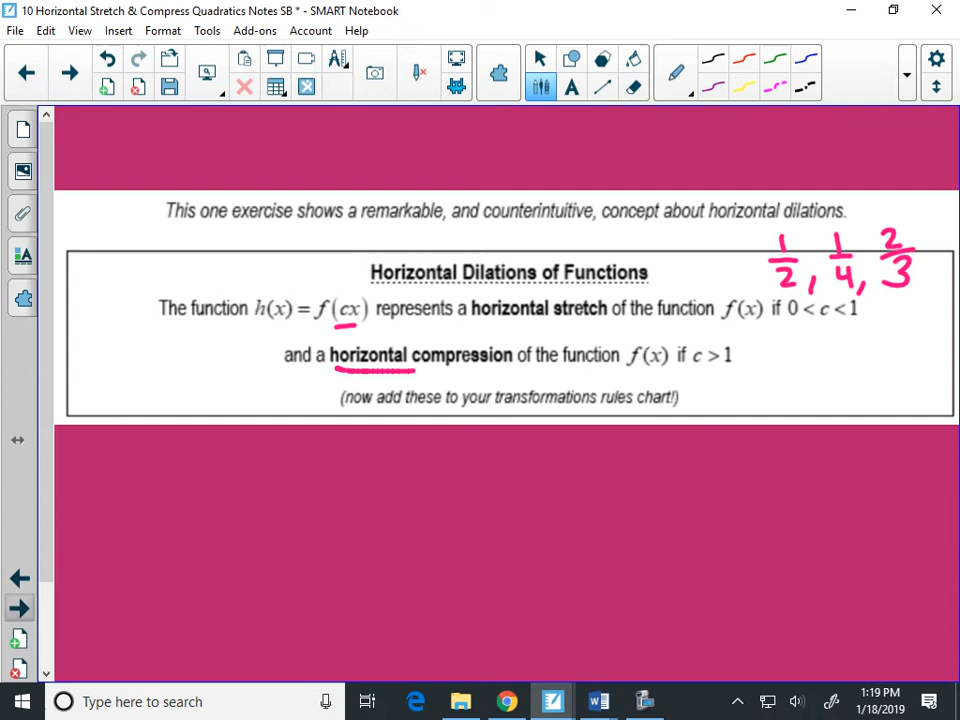 10 Horizontal Stretch & Compress Quadratics Notes SB * - SMART Notebook
File Edit View Insert Format Tools Add-ons Account Help
This one exercise shows a remarkable, and counterintuitive, concept about horizontal dilations.
1/2, 1/4, 2/3
Horizontal Dilations of Functions
The function h(x) = f(cx) represents a horizontal stretch of the function f(x) if 0 < c < 1
and a horizontal compression of the function f(x) if c > 1
(now add these to your transformations rules chart!)
Type here to search
1:19 PM
1/18/2019